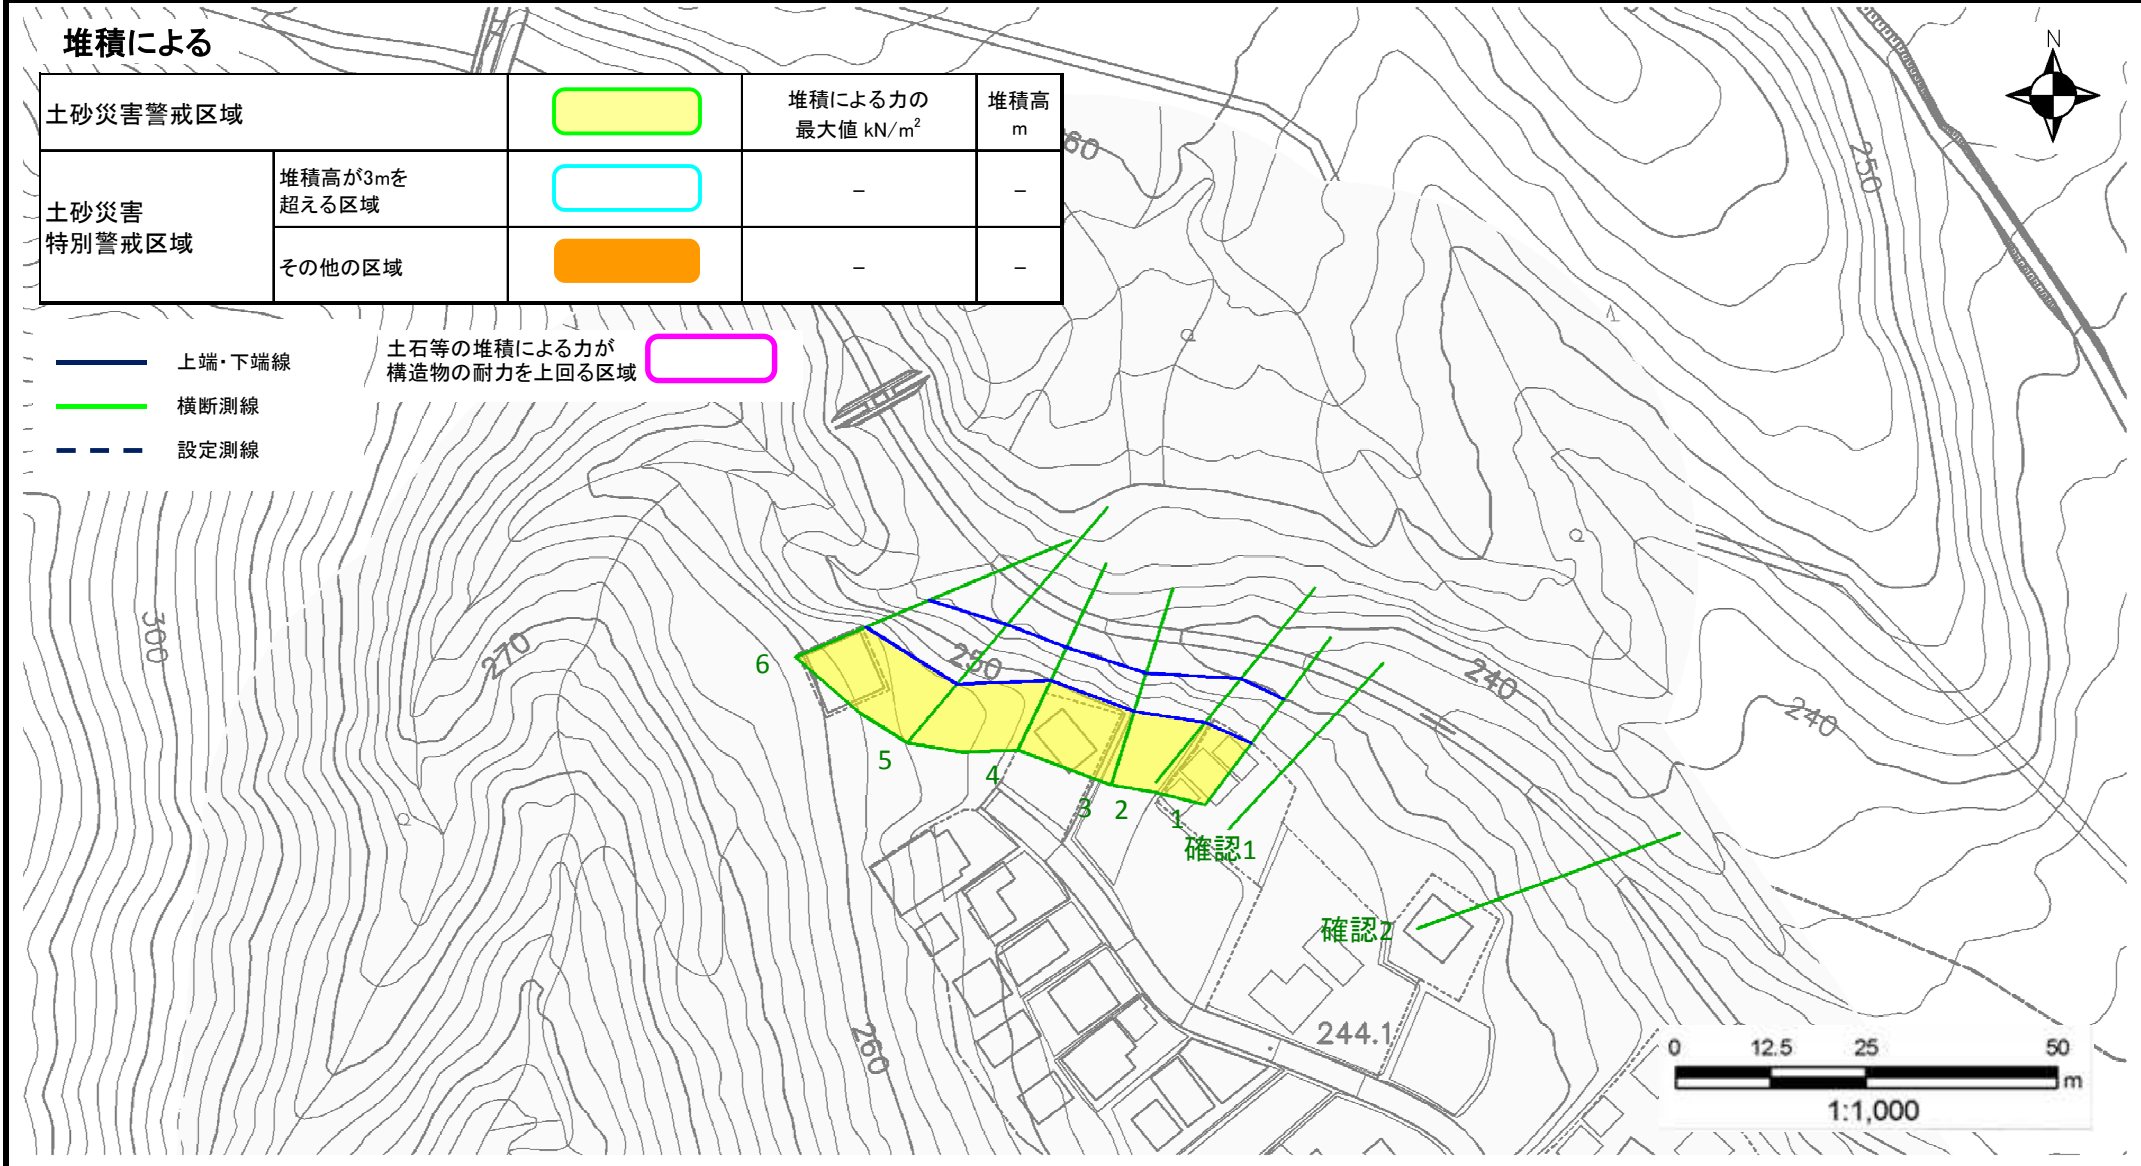 堆積による
土砂災害警戒区域
堆積による力の
最大値 kN/m²
堆積高
m
土砂災害
特別警戒区域
堆積高が3mを
超える区域
－
－
その他の区域
－
－
上端・下端線
横断測線
設定測線
土石等の堆積による力が
構造物の耐力を上回る区域
N
250
300
270
250
240
240
260
244.1
6
5
4
3
2
1
確認1
確認2
0 12.5 25 50
m
1:1,000